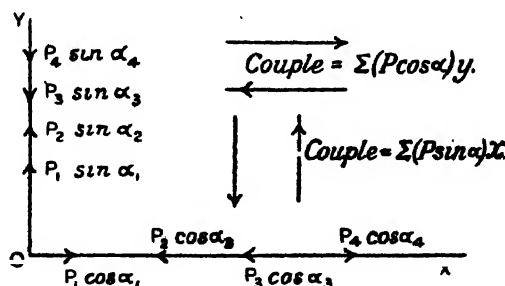 Y
P₄ sin α₄
P₃ sin α₃
P₂ sin α₂
P₁ sin α₁
Couple = Σ(Pcosα)y.
Couple = Σ(Psinα)x
P₂ cosα₂
P₄ cosα₄
O
P₁ cosα₁
P₃ cosα₃
X